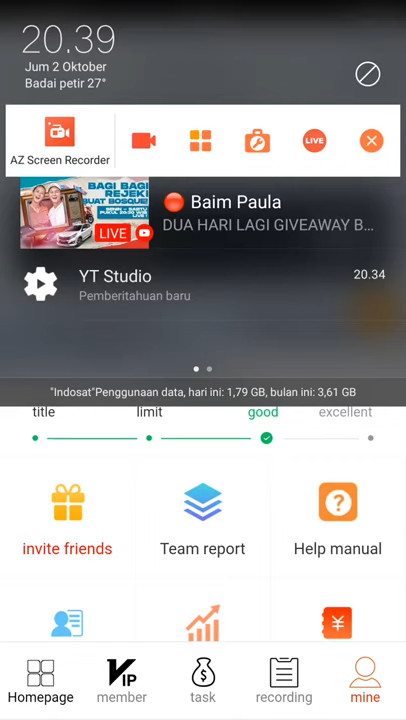 20.39
Jum 2 Oktober
Badai petir 27°
AZ Screen Recorder
LIVE
BAGI BAGI
REJEKI
BUAT BOSQUE!
LIVE
Baim Paula
DUA HARI LAGI GIVEAWAY B...
YT Studio
20.34
Pemberitahuan baru
"Indosat"Penggunaan data, hari ini: 1,79 GB, bulan ini: 3,61 GB
title limit good excellent
invite friends Team report Help manual
¥
VIP
$
Homepage member task recording mine